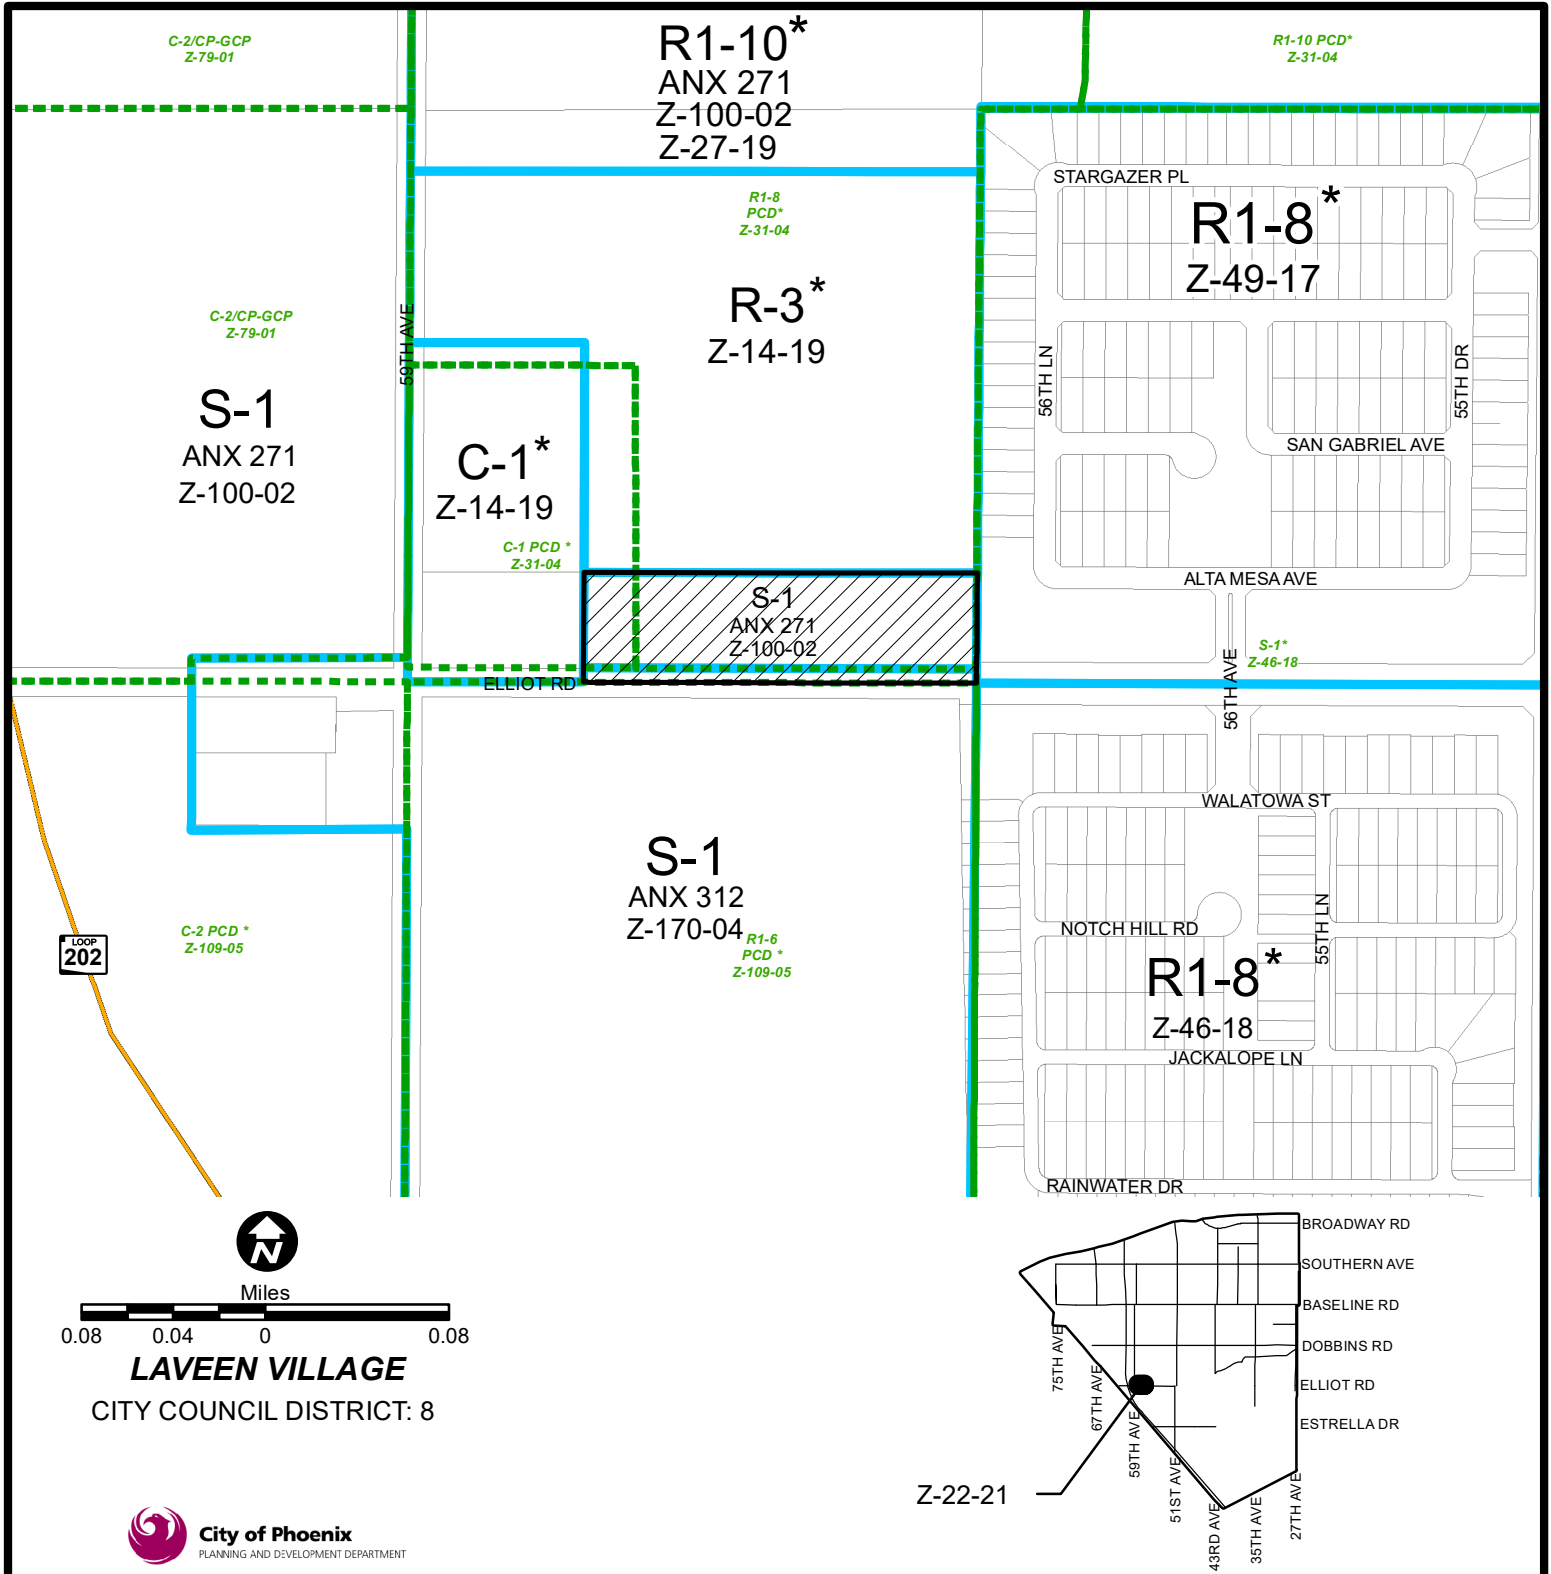 C-2/CP-GCP
Z-79-01
R1-10*
ANX 271
Z-100-02
Z-27-19
R1-10 PCD*
Z-31-04
STARGAZER PL
R1-8
PCD*
Z-31-04
R1-8*
Z-49-17
C-2/CP-GCP
Z-79-01
59TH AVE
R-3*
Z-14-19
56TH LN
55TH DR
S-1
ANX 271
Z-100-02
C-1*
Z-14-19
SAN GABRIEL AVE
C-1 PCD *
Z-31-04
ALTA MESA AVE
S-1
ANX 271
Z-100-02
S-1*
Z-46-18
ELLIOT RD
56TH AVE
WALATOWA ST
S-1
ANX 312
Z-170-04
R1-6
PCD *
Z-109-05
C-2 PCD *
Z-109-05
LOOP
202
NOTCH HILL RD
55TH LN
R1-8*
Z-46-18
JACKALOPE LN
RAINWATER DR
N
Miles
0.08 0.04 0 0.08
LAVEEN VILLAGE
CITY COUNCIL DISTRICT: 8
BROADWAY RD
SOUTHERN AVE
BASELINE RD
DOBBINS RD
ELLIOT RD
ESTRELLA DR
75TH AVE
67TH AVE
59TH AVE
51ST AVE
43RD AVE
35TH AVE
27TH AVE
Z-22-21
City of Phoenix
PLANNING AND DEVELOPMENT DEPARTMENT